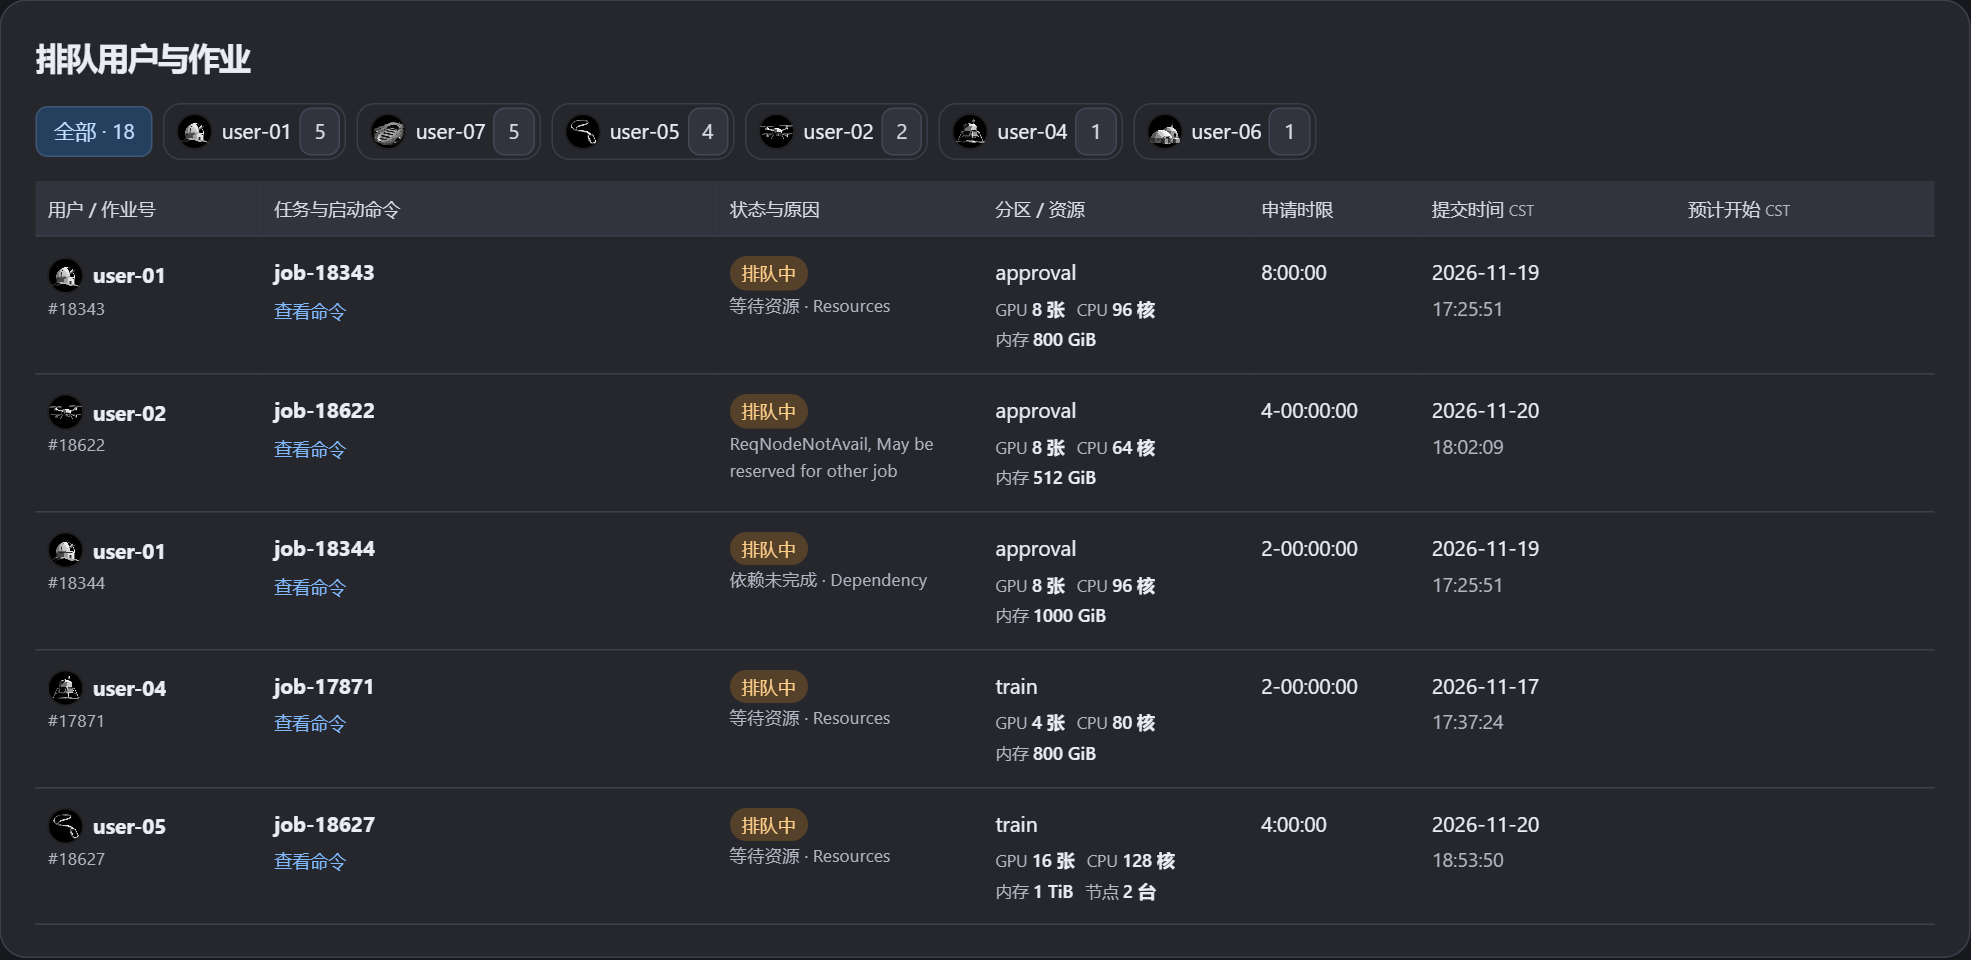 排队用户与作业
全部 · 18
user-01 5
user-07 5
user-05 4
user-02 2
user-04 1
user-06 1
用户 / 作业号 任务与启动命令 状态与原因 分区 / 资源 申请时限 提交时间 CST 预计开始 CST
user-01
#18343
job-18343
查看命令
排队中
等待资源 · Resources
approval
GPU 8 张 CPU 96 核
内存 800 GiB
8:00:00
2026-11-19
17:25:51
user-02
#18622
job-18622
查看命令
排队中
ReqNodeNotAvail, May be
reserved for other job
approval
GPU 8 张 CPU 64 核
内存 512 GiB
4-00:00:00
2026-11-20
18:02:09
user-01
#18344
job-18344
查看命令
排队中
依赖未完成 · Dependency
approval
GPU 8 张 CPU 96 核
内存 1000 GiB
2-00:00:00
2026-11-19
17:25:51
user-04
#17871
job-17871
查看命令
排队中
等待资源 · Resources
train
GPU 4 张 CPU 80 核
内存 800 GiB
2-00:00:00
2026-11-17
17:37:24
user-05
#18627
job-18627
查看命令
排队中
等待资源 · Resources
train
GPU 16 张 CPU 128 核
内存 1 TiB 节点 2 台
4:00:00
2026-11-20
18:53:50